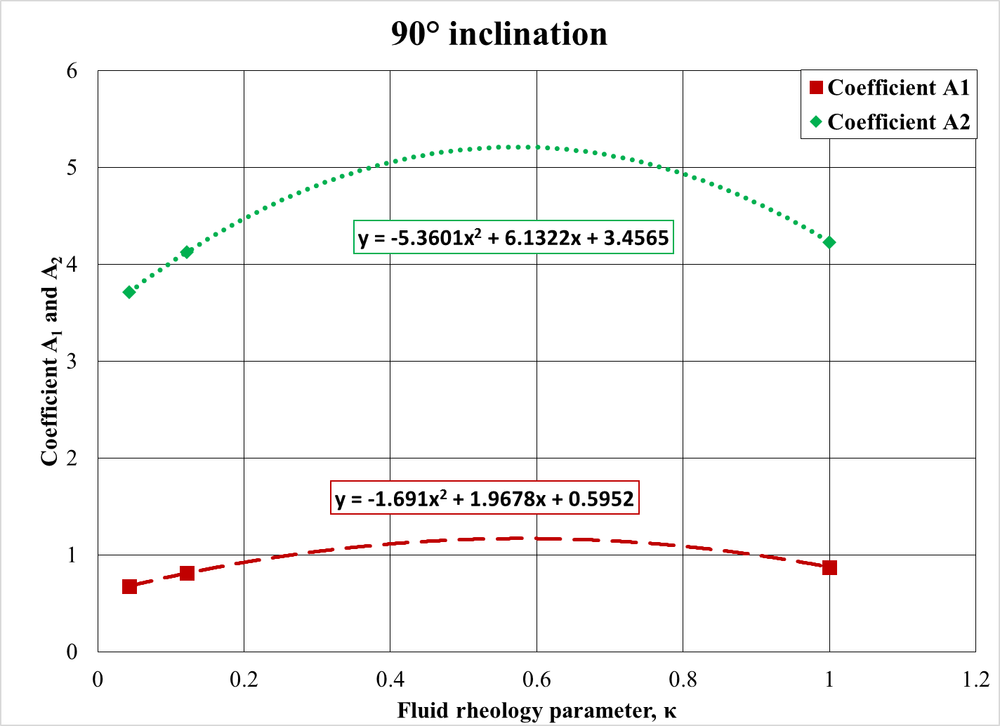 90° inclination
Coefficient A1
Coefficient A2
6
5
4
3
2
1
0
Coefficient A₁ and A₂
y = -5.3601x² + 6.1322x + 3.4565
y = -1.691x² + 1.9678x + 0.5952
0 0.2 0.4 0.6 0.8 1 1.2
Fluid rheology parameter, κ